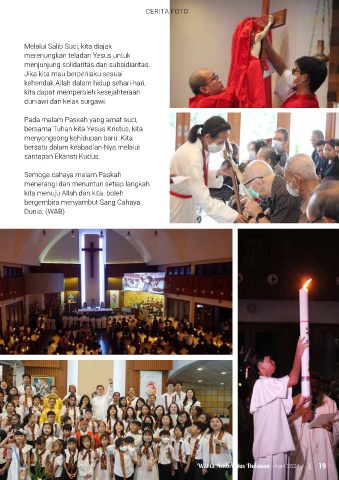 CERITA FOTO
Melalui Salib Suci, kita diajak
merenungkan teladan Yesus untuk
menjunjung solidaritas dan subsidiaritas.
Jika kita mau berperilaku sesuai
kehendak Allah dalam hidup sehari-hari,
kita dapat memperoleh kesejahteraan
duniawi dan kelak surgawi.
Pada malam Paskah yang amat suci,
bersama Tuhan kita Yesus Kristus, kita
menyongsong kehidupan baru. Kita
bersatu dalam keabadian-Nya melalui
santapan Ekaristi Kudus.
Semoga cahaya malam Paskah
menerangi dan menuntun setiap langkah
kita menuju Allah dan kita boleh
bergembira menyambut Sang Cahaya
Dunia. (WAB)
Warta Ambrosius Bulanan April 2024 | 19